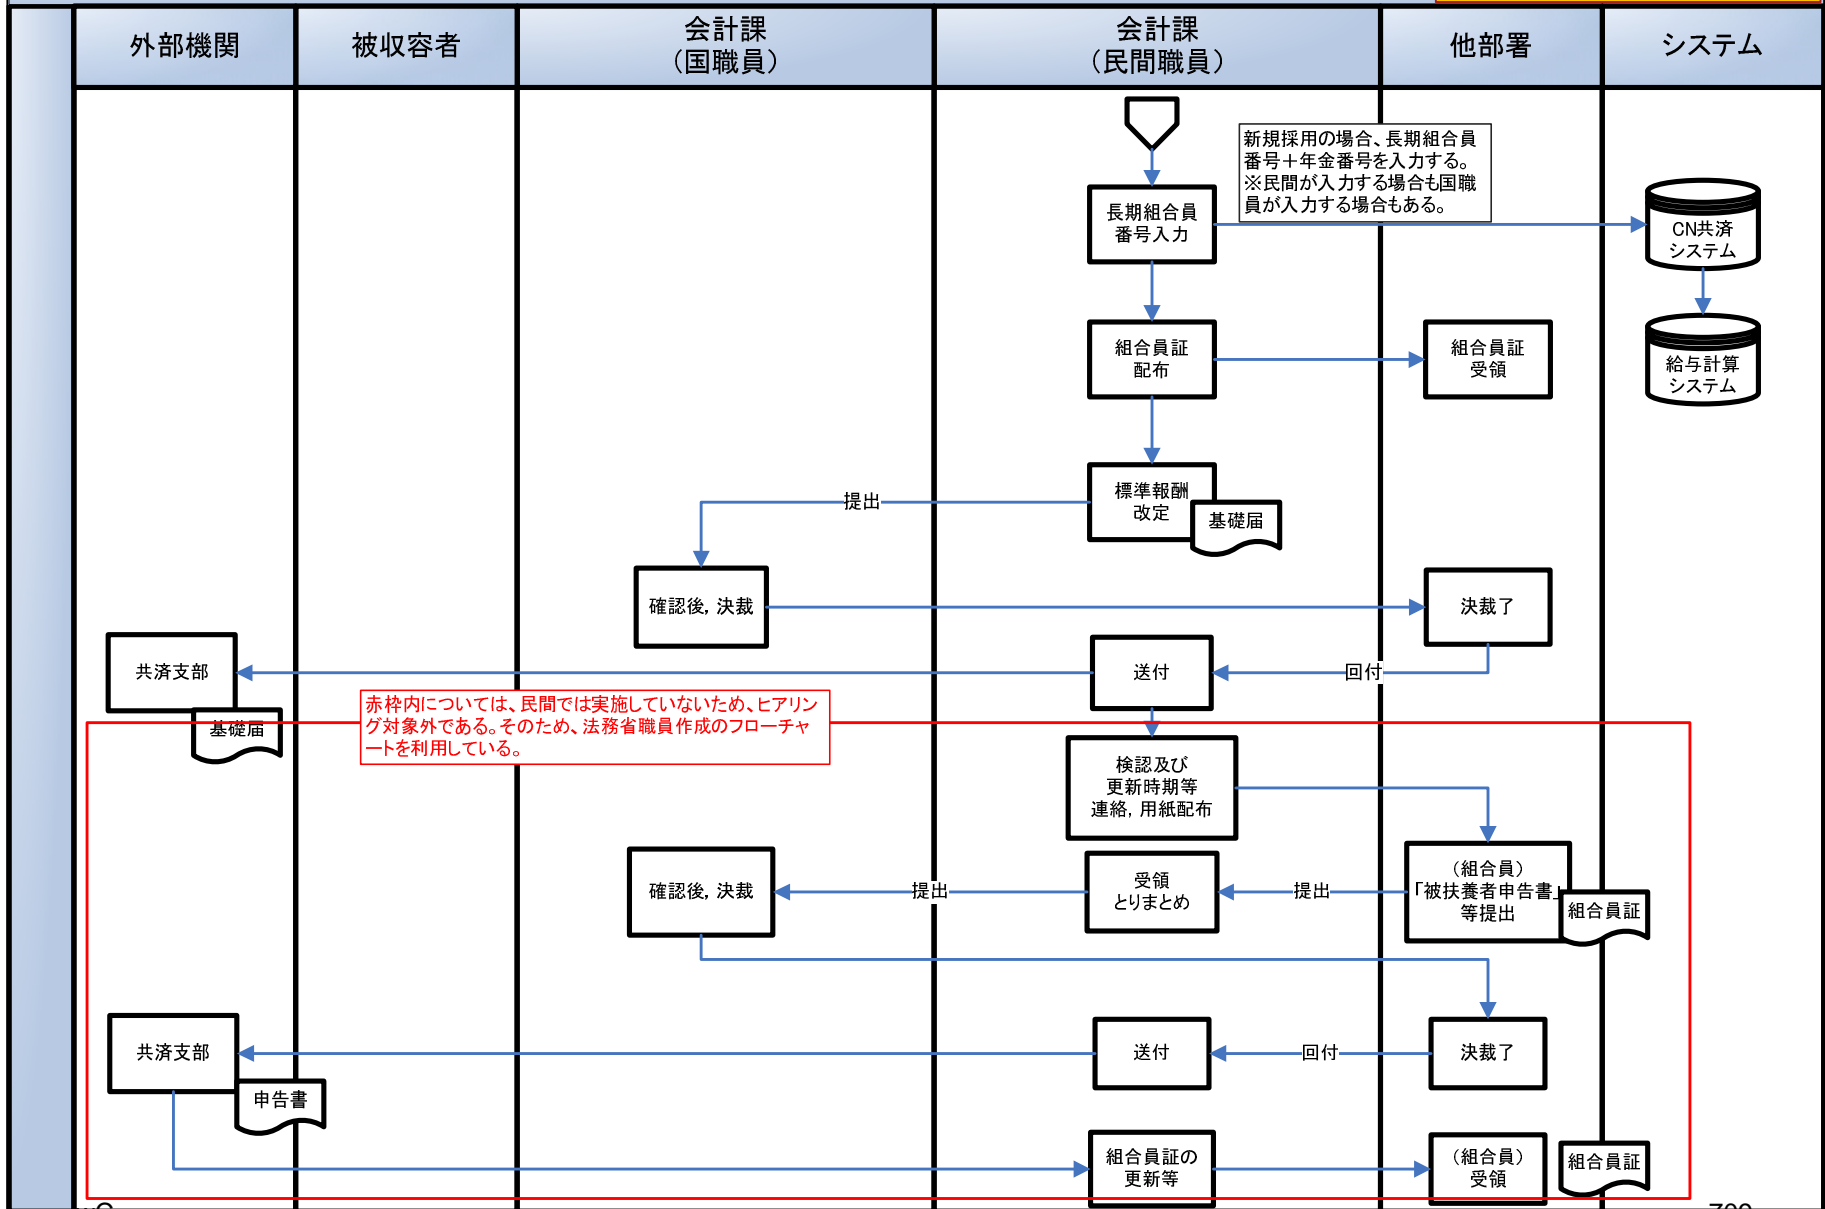 外部機関
被収容者
会計課
（国職員）
会計課
（民間職員）
他部署
システム
新規採用の場合、長期組合員
番号＋年金番号を入力する。
※民間が入力する場合も国職
員が入力する場合もある。
長期組合員
番号入力
CN共済
システム
組合員証
配布
組合員証
受領
給与計算
システム
標準報酬
改定
基礎届
提出
確認後，決裁
決裁了
共済支部
送付
回付
基礎届
赤枠内については、民間では実施していないため、ヒアリン
グ対象外である。そのため、法務省職員作成のフローチャ
ートを利用している。
検認及び
更新時期等
連絡，用紙配布
確認後，決裁
提出
受領
とりまとめ
提出
（組合員）
「被扶養者申告書」
等提出
組合員証
共済支部
送付
回付
決裁了
申告書
組合員証の
更新等
（組合員）
受領
組合員証